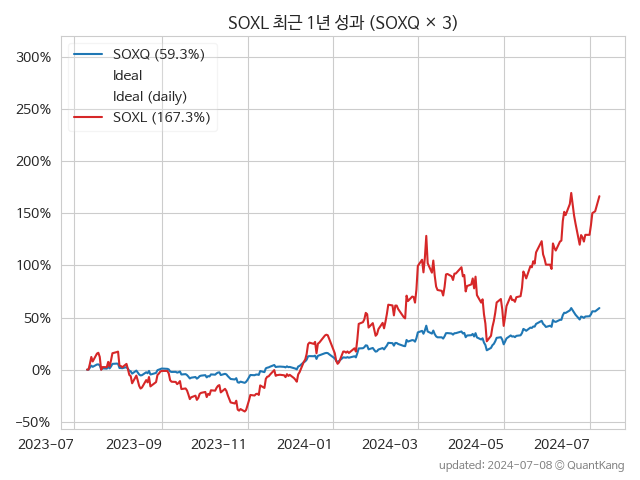 SOXL 최근 1년 성과 (SOXQ × 3)
300%
250%
200%
150%
100%
50%
0%
−50%
SOXQ (59.3%)
Ideal
Ideal (daily)
SOXL (167.3%)
2023-07 2023-09 2023-11 2024-01 2024-03 2024-05 2024-07
updated: 2024-07-08 © QuantKang